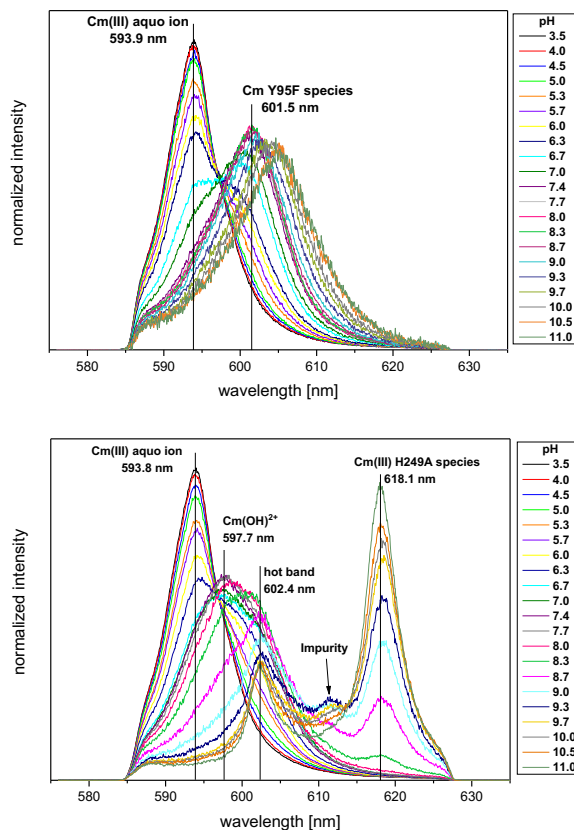 Cm(III) aquo ion
593.9 nm
Cm Y95F species
601.5 nm
normalized intensity
580
590
600
610
620
630
wavelength [nm]
pH
3.5
4.0
4.5
5.0
5.3
5.7
6.0
6.3
6.7
7.0
7.4
7.7
8.0
8.3
8.7
9.0
9.3
9.7
10.0
10.5
11.0
Cm(III) aquo ion
593.8 nm
Cm(OH)²⁺
597.7 nm
hot band
602.4 nm
Impurity
Cm(III) H249A species
618.1 nm
normalized intensity
580
590
600
610
620
630
wavelength [nm]
pH
3.5
4.0
4.5
5.0
5.3
5.7
6.0
6.3
6.7
7.0
7.4
7.7
8.0
8.3
8.7
9.0
9.3
9.7
10.0
10.5
11.0